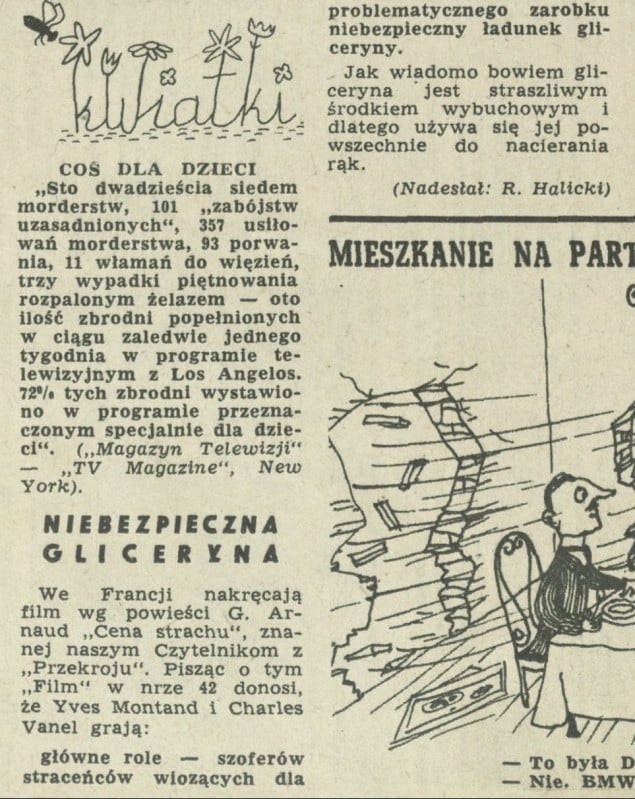 kwiatki
COŚ DLA DZIECI
„Sto dwadzieścia siedem
morderstw, 101 „zabójstw
uzasadnionych“, 357 usiło-
wań morderstwa, 93 porwa-
nia, 11 włamań do więzień,
trzy wypadki piętnowania
rozpalonym żelazem — oto
ilość zbrodni popełnionych
w ciągu zaledwie jednego
tygodnia w programie te-
lewizyjnym z Los Angelos.
72% tych zbrodni wystawio-
no w programie przezna-
czonym specjalnie dla dzie-
ci“. („Magazyn Telewizji“
— „TV Magazine“, New
York).
NIEBEZPIECZNA
GLICERYNA
We Francji nakręcają
film wg powieści G. Ar-
naud „Cena strachu“, zna-
nej naszym Czytelnikom z
„Przekroju“. Pisząc o tym
„Film“ w nrze 42 donosi,
że Yves Montand i Charles
Vanel grają:
główne role — szoferów
straceńców wiozących dla
problematycznego zarobku
niebezpieczny ładunek gli-
ceryny.
Jak wiadomo bowiem gli-
ceryna jest straszliwym
środkiem wybuchowym i
dlatego używa się jej po-
wszechnie do nacierania
rąk.
(Nadesłał: R. Halicki)
MIESZKANIE NA PART
— To była D
— Nie. BMW